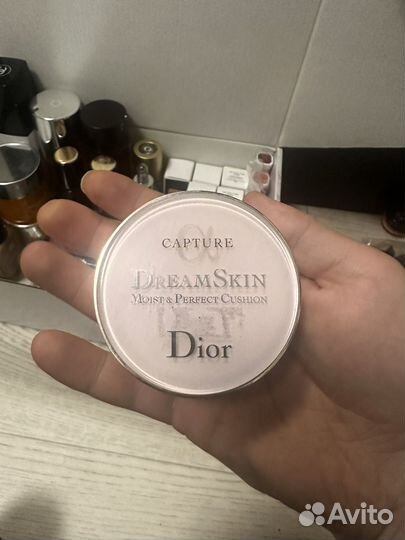 CAPTURE
DREAMSKIN
MOIST & PERFECT CUSHION
Dior
Avito